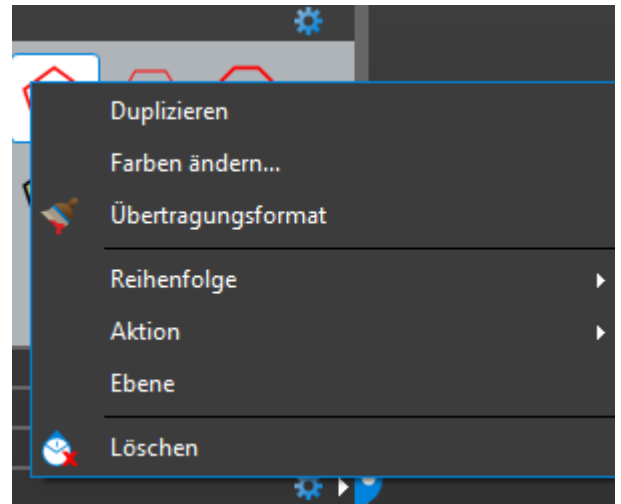 Duplizieren
Farben ändern...
Übertragungsformat
Reihenfolge
Aktion
Ebene
Löschen